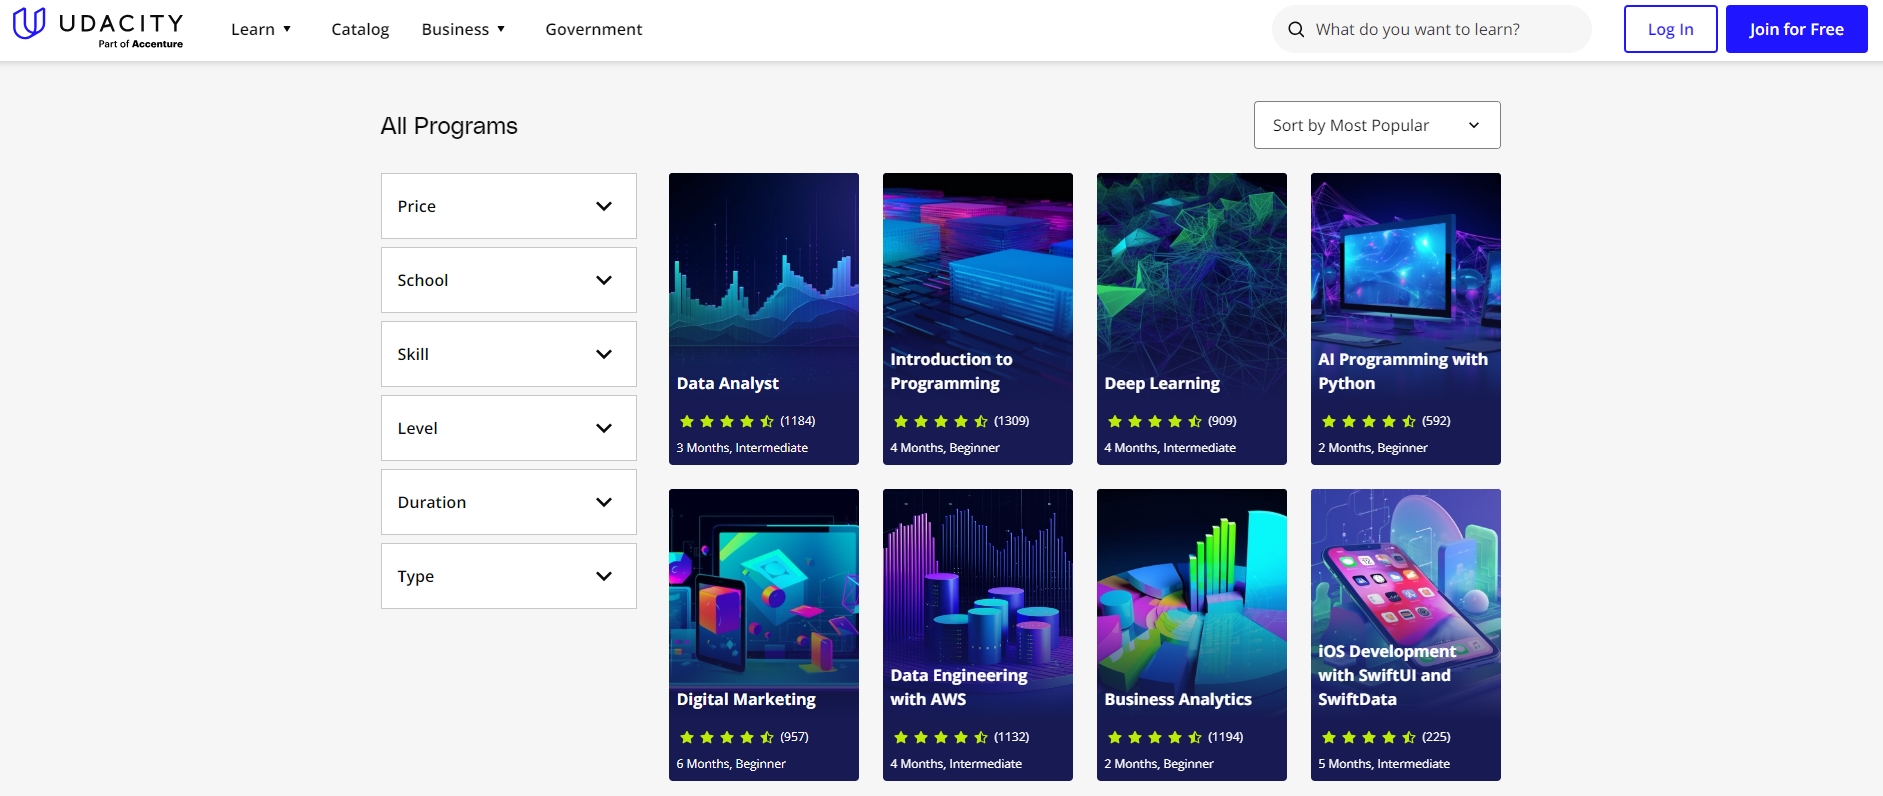 UDACITY
Part of Accenture
Learn
Catalog
Business
Government
What do you want to learn?
Log In
Join for Free
All Programs
Sort by Most Popular
Price
School
Skill
Level
Duration
Type
Data Analyst
(1184)
3 Months, Intermediate
Introduction to
Programming
(1309)
4 Months, Beginner
Deep Learning
(909)
4 Months, Intermediate
AI Programming with
Python
(592)
2 Months, Beginner
Digital Marketing
(957)
6 Months, Beginner
Data Engineering
with AWS
(1132)
4 Months, Intermediate
Business Analytics
(1194)
2 Months, Beginner
iOS Development
with SwiftUI and
SwiftData
(225)
5 Months, Intermediate